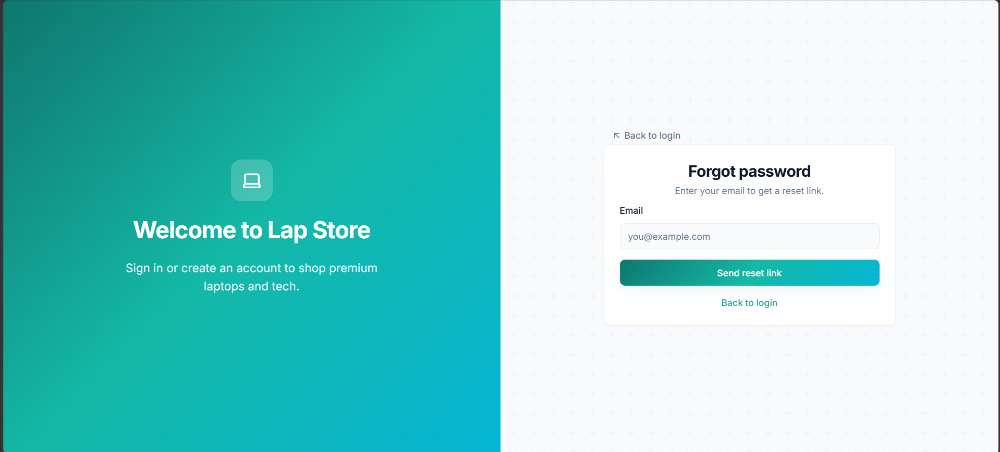 Welcome to Lap Store
Sign in or create an account to shop premium
laptops and tech.
Back to login
Forgot password
Enter your email to get a reset link.
Email
you@example.com
Send reset link
Back to login